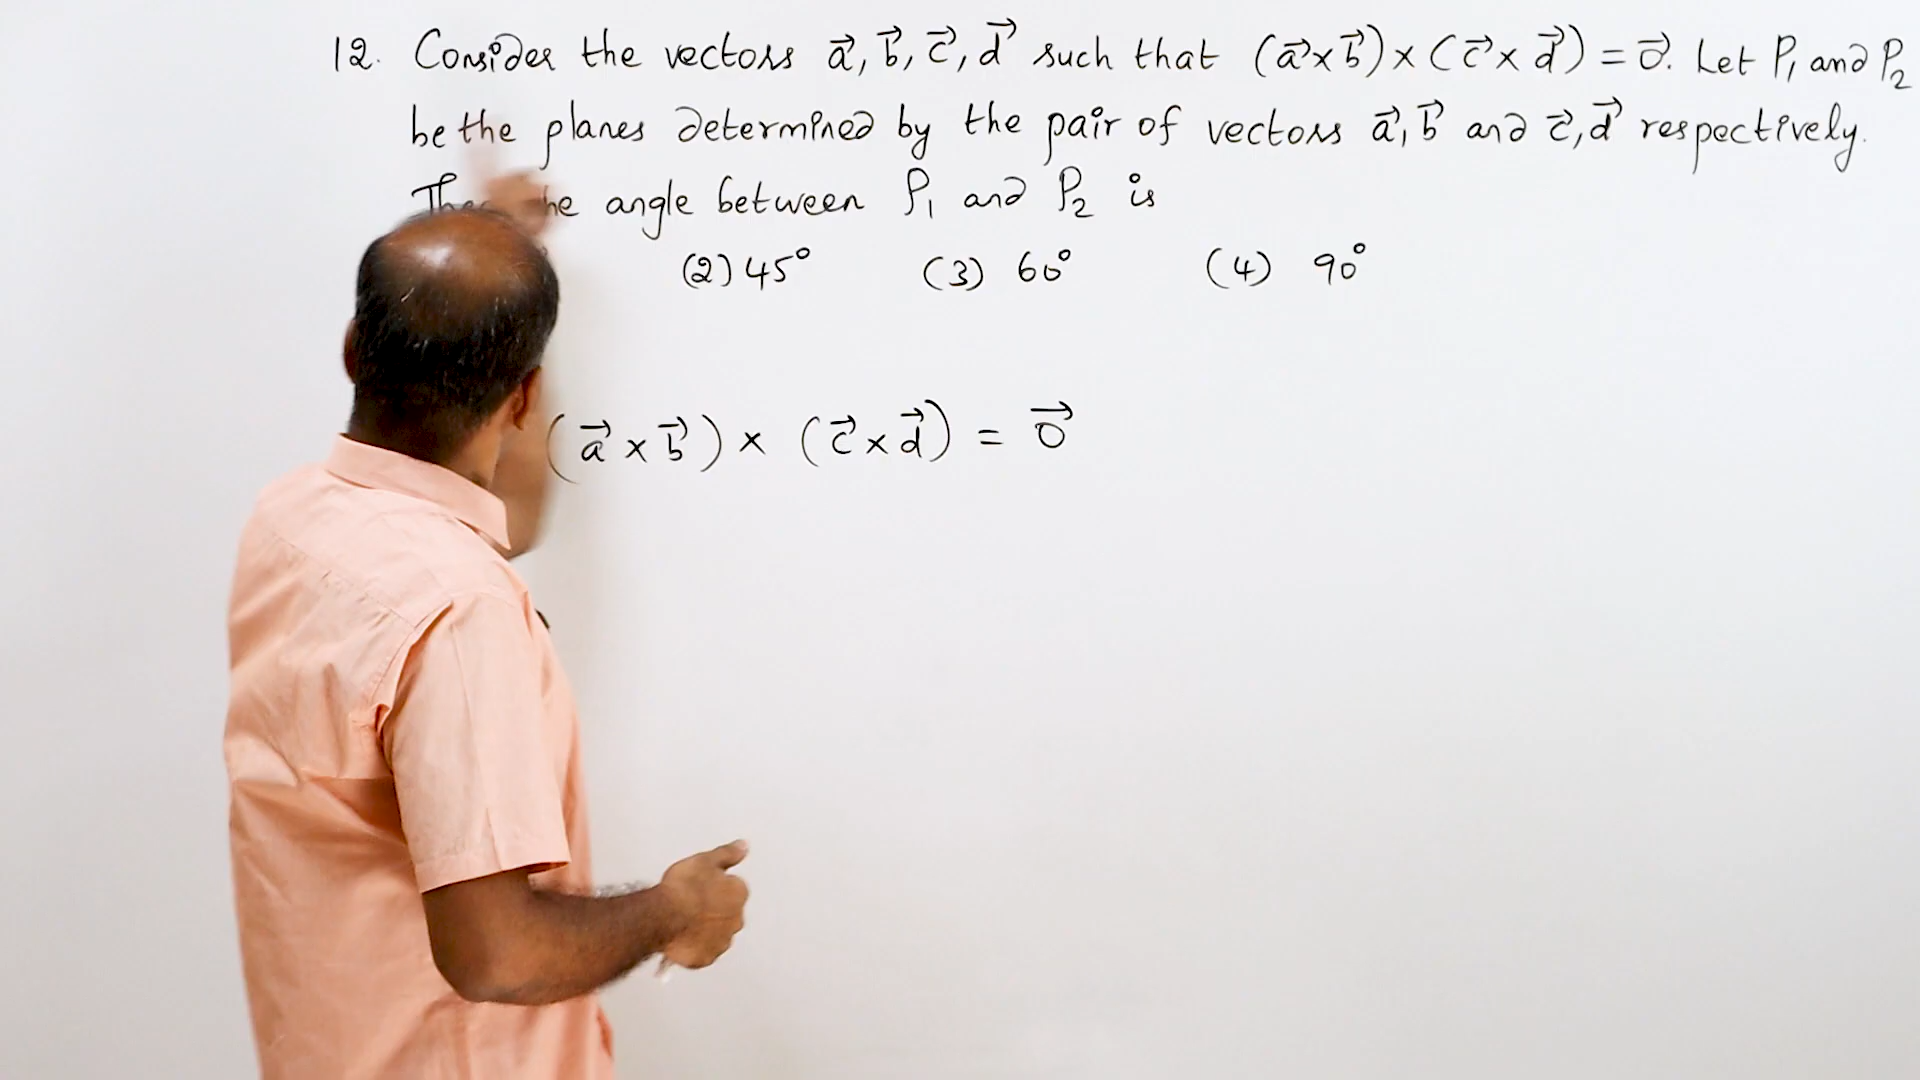 12. Consider the vectors a⃗, b⃗, c⃗, d⃗ such that (a⃗×b⃗)×(c⃗×d⃗) = 0⃗. Let P₁ and P₂
be the planes determined by the pair of vectors a⃗, b⃗ and c⃗, d⃗ respectively.
angle between P₁ and P₂ is
(2) 45° (3) 60° (4) 90°
(a⃗×b⃗) × (c⃗×d⃗) = 0⃗